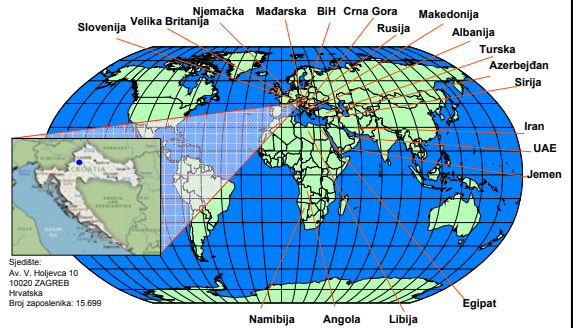 Njemačka
Mađarska
BiH
Crna Gora
Makedonija
Velika Britanija
Slovenija
Rusija
Albanija
Turska
Azerbejđan
Sirija
Iran
UAE
Jemen
CROATIA
Sjedište:
Av. V. Holjevca 10
10020 ZAGREB
Hrvatska
Broj zaposlenika: 15.699
Namibija
Angola
Libija
Egipat